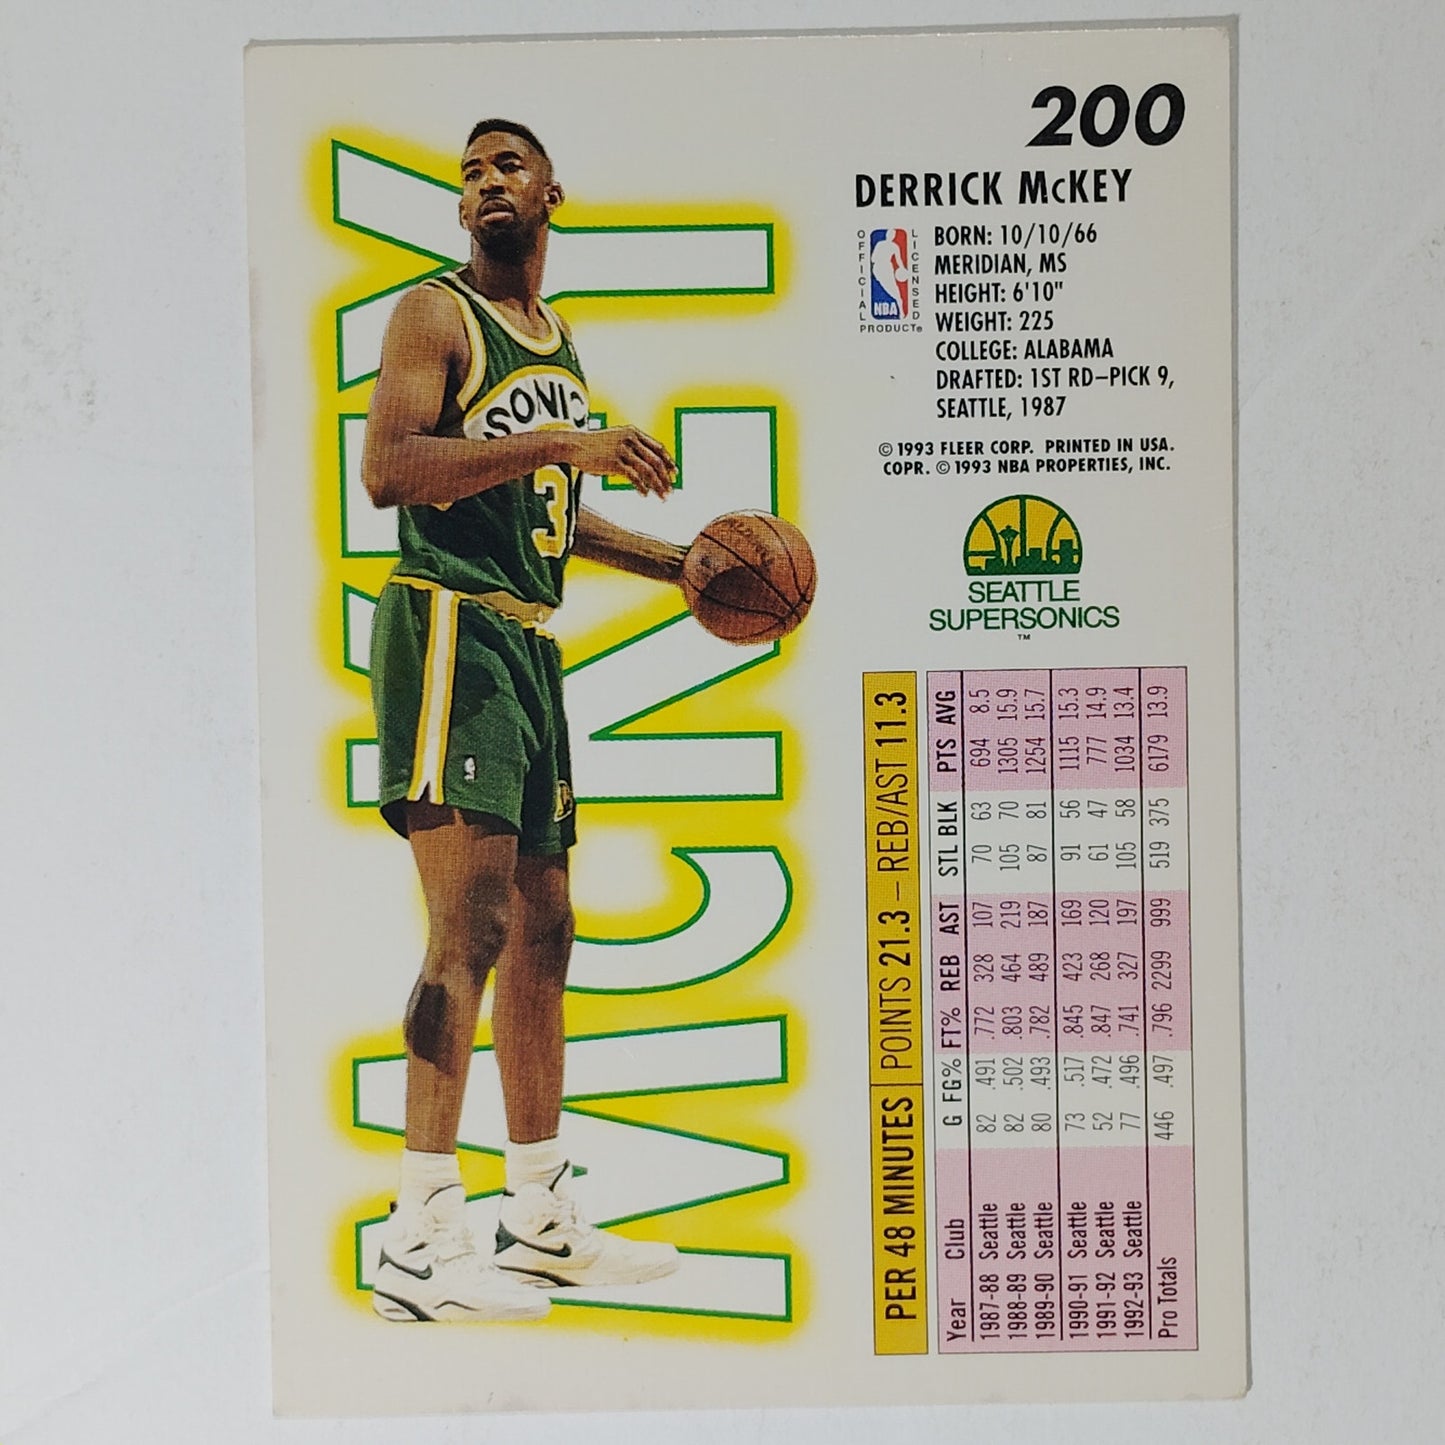 200
DERRICK McKEY
OFFICIAL LICENSED
NBA
PRODUCT®
BORN: 10/10/66
MERIDIAN, MS
HEIGHT: 6'10"
WEIGHT: 225
COLLEGE: ALABAMA
DRAFTED: 1ST RD–PICK 9,
SEATTLE, 1987
© 1993 FLEER CORP. PRINTED IN USA.
COPR. © 1993 NBA PROPERTIES, INC.
SEATTLE
SUPERSONICS
™
McKEY
SONIC
3
PER 48 MINUTES | POINTS 21.3 – REB/AST 11.3
Year Club G FG% FT% REB AST STL BLK PTS AVG
1987-88 Seattle 82 .491 .772 328 107 70 63 694 8.5
1988-89 Seattle 82 .502 .803 464 219 105 70 1305 15.9
1989-90 Seattle 80 .493 .782 489 187 87 81 1254 15.7
1990-91 Seattle 73 .517 .845 423 169 91 56 1115 15.3
1991-92 Seattle 52 .472 .847 268 120 61 47 777 14.9
1992-93 Seattle 77 .496 .741 327 197 105 58 1034 13.4
Pro Totals 446 .497 .796 2299 999 519 375 6179 13.9